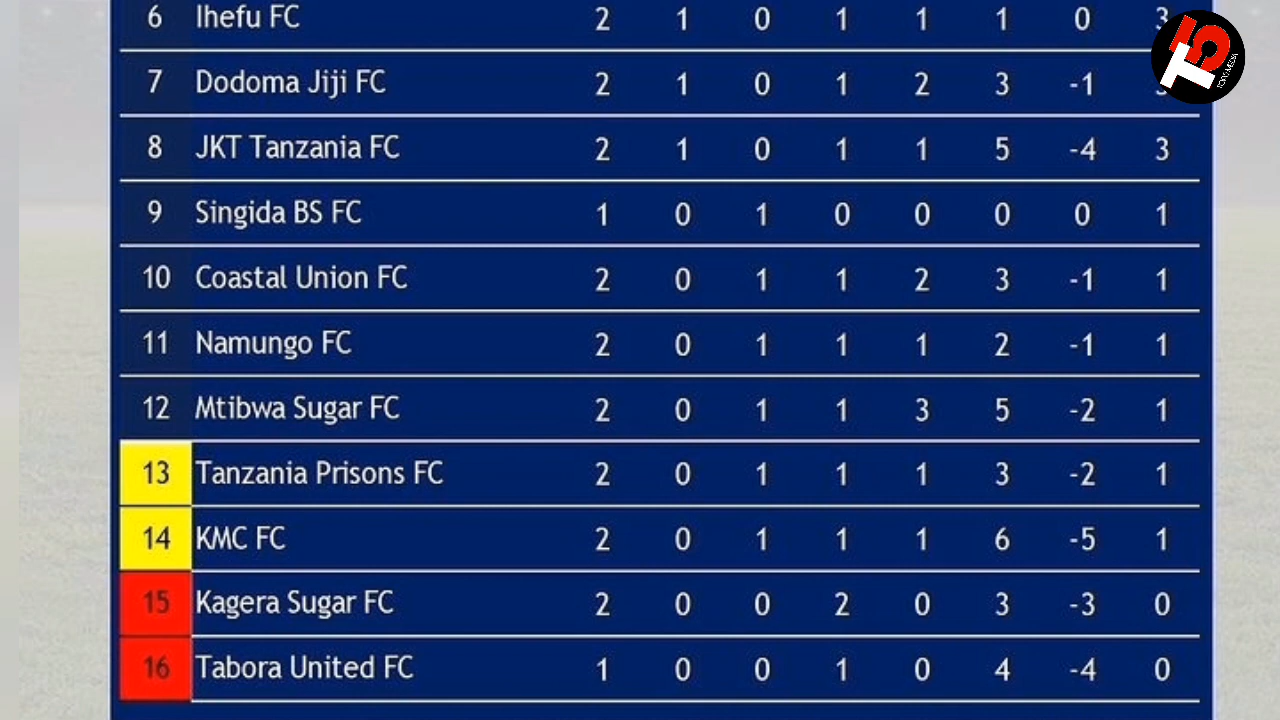 6 Ihefu FC 2 1 0 1 1 1 0 3
7 Dodoma Jiji FC 2 1 0 1 2 3 -1
8 JKT Tanzania FC 2 1 0 1 1 5 -4 3
9 Singida BS FC 1 0 1 0 0 0 0 1
10 Coastal Union FC 2 0 1 1 2 3 -1 1
11 Namungo FC 2 0 1 1 1 2 -1 1
12 Mtibwa Sugar FC 2 0 1 1 3 5 -2 1
13 Tanzania Prisons FC 2 0 1 1 1 3 -2 1
14 KMC FC 2 0 1 1 1 6 -5 1
15 Kagera Sugar FC 2 0 0 2 0 3 -3 0
16 Tabora United FC 1 0 0 1 0 4 -4 0